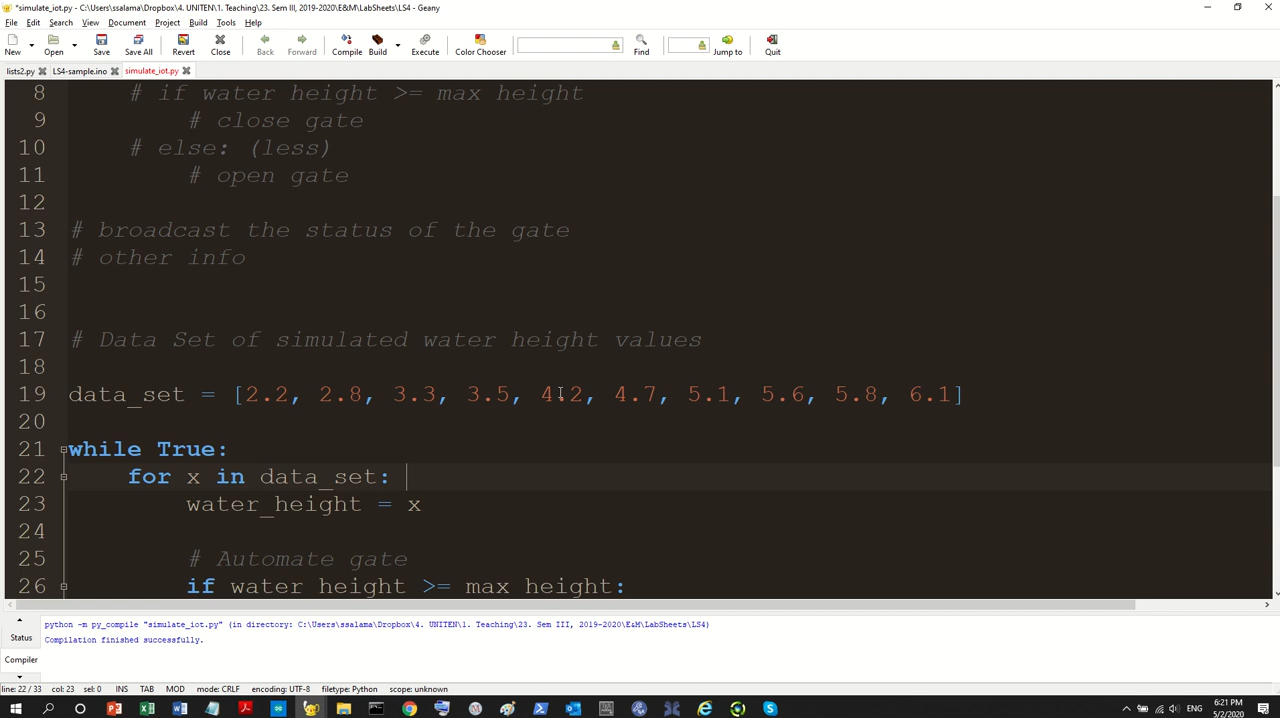 *simulate_iot.py - C:\Users\ssalama\Dropbox\4. UNITEN\1. Teaching\23. Sem III, 2019-2020\E&M\LabSheets\LS4 - Geany
File Edit Search View Document Project Build Tools Help
New Open Save Save All Revert Close Back Forward Compile Build Execute Color Chooser Find Jump to Quit
lists2.py LS4-sample.ino simulate_iot.py
8 # if water height >= max height
9 # close gate
10 # else: (less)
11 # open gate
12
13 # broadcast the status of the gate
14 # other info
15
16
17 # Data Set of simulated water height values
18
19 data_set = [2.2, 2.8, 3.3, 3.5, 4.2, 4.7, 5.1, 5.6, 5.8, 6.1]
20
21 while True:
22 for x in data_set:
23 water_height = x
24
25 # Automate gate
26 if water_height >= max_height:
Status
Compiler
python -m py_compile "simulate_iot.py" (in directory: C:\Users\ssalama\Dropbox\4. UNITEN\1. Teaching\23. Sem III, 2019-2020\E&M\LabSheets\LS4)
Compilation finished successfully.
line: 22 / 33 col: 23 sel: 0 INS TAB MOD mode: CRLF encoding: UTF-8 filetype: Python scope: unknown
ENG
6:21 PM
5/2/2020